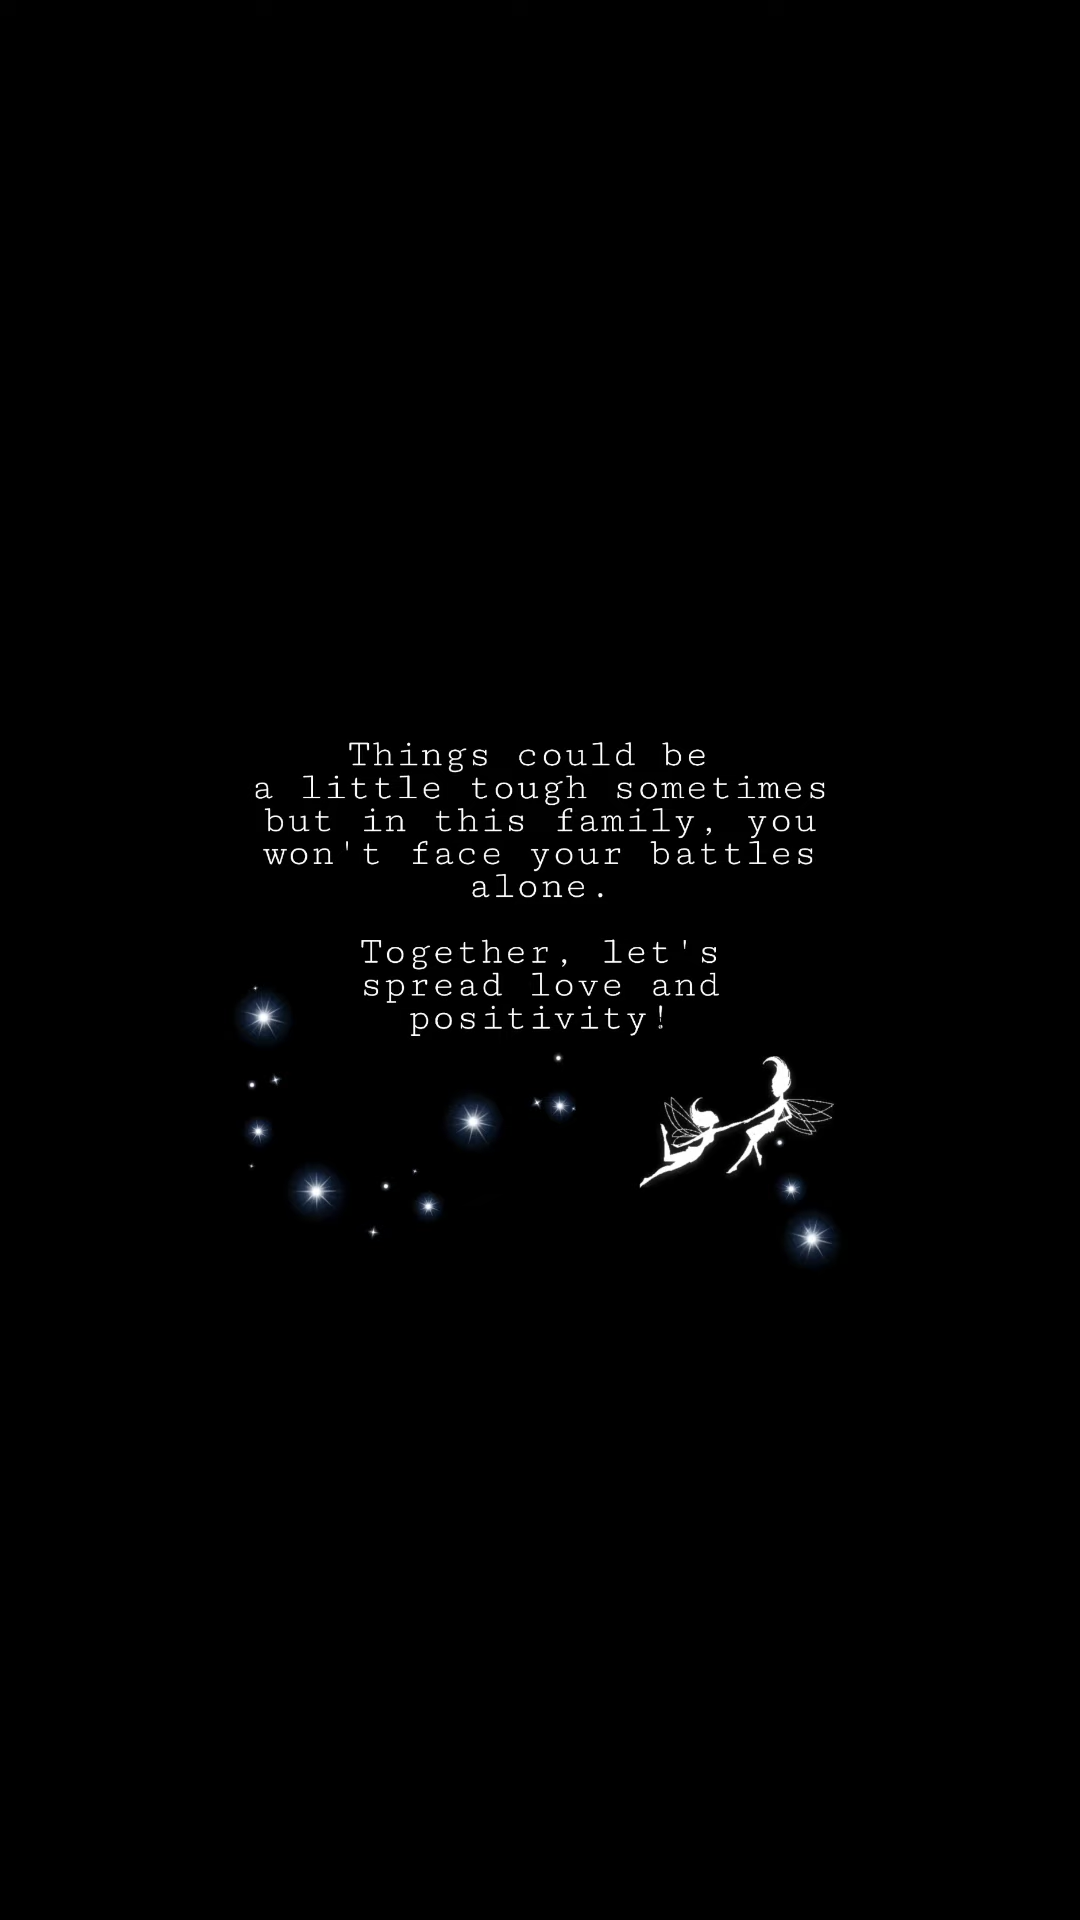 Things could be
a little tough sometimes
but in this family, you
won't face your battles
alone.
Together, let's
spread love and
positivity!